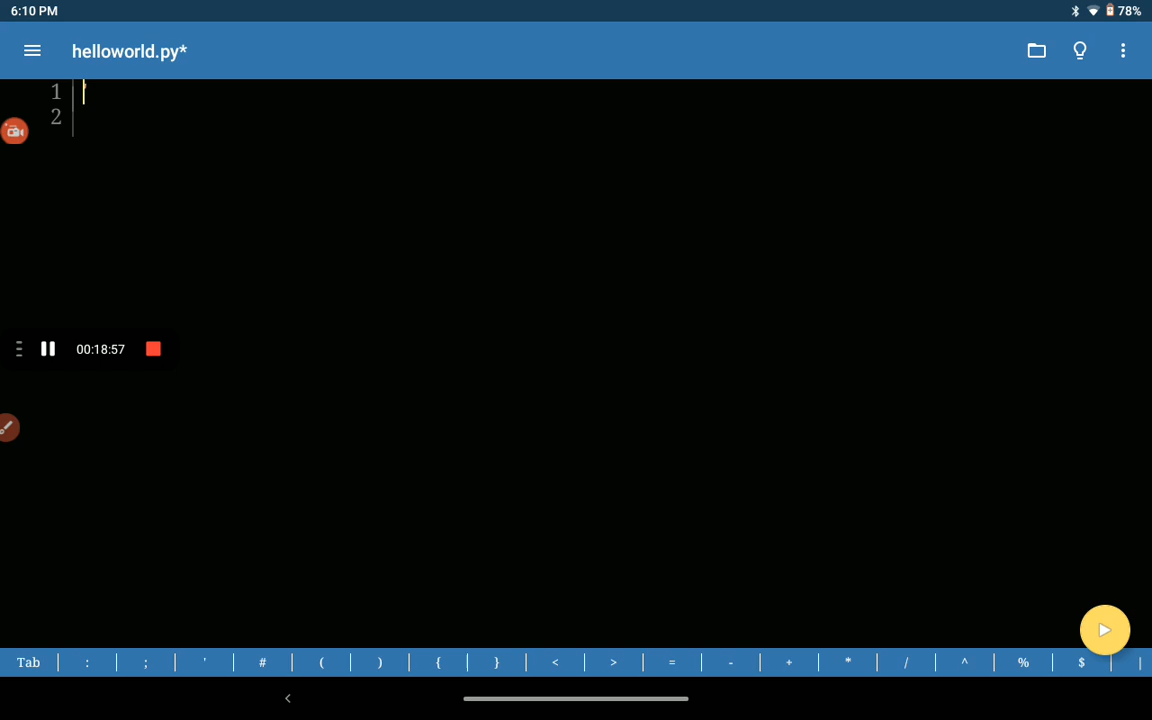 6:10 PM 78%
helloworld.py*
1 '
2
00:18:57
Tab : ; ' # ( ) { } < > = - + * / ^ % $ |